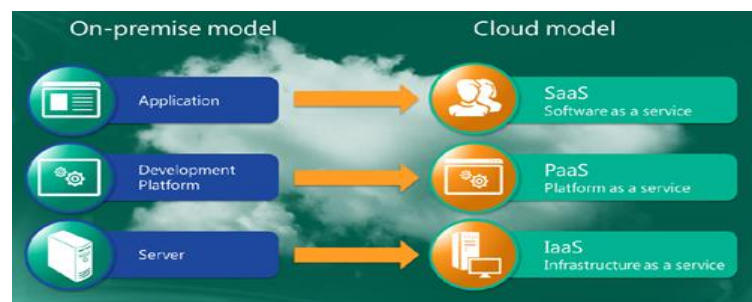 On-premise model
Cloud model
Application
SaaS
Software as a service
Development
Platform
PaaS
Platform as a service
Server
IaaS
Infrastructure as a service